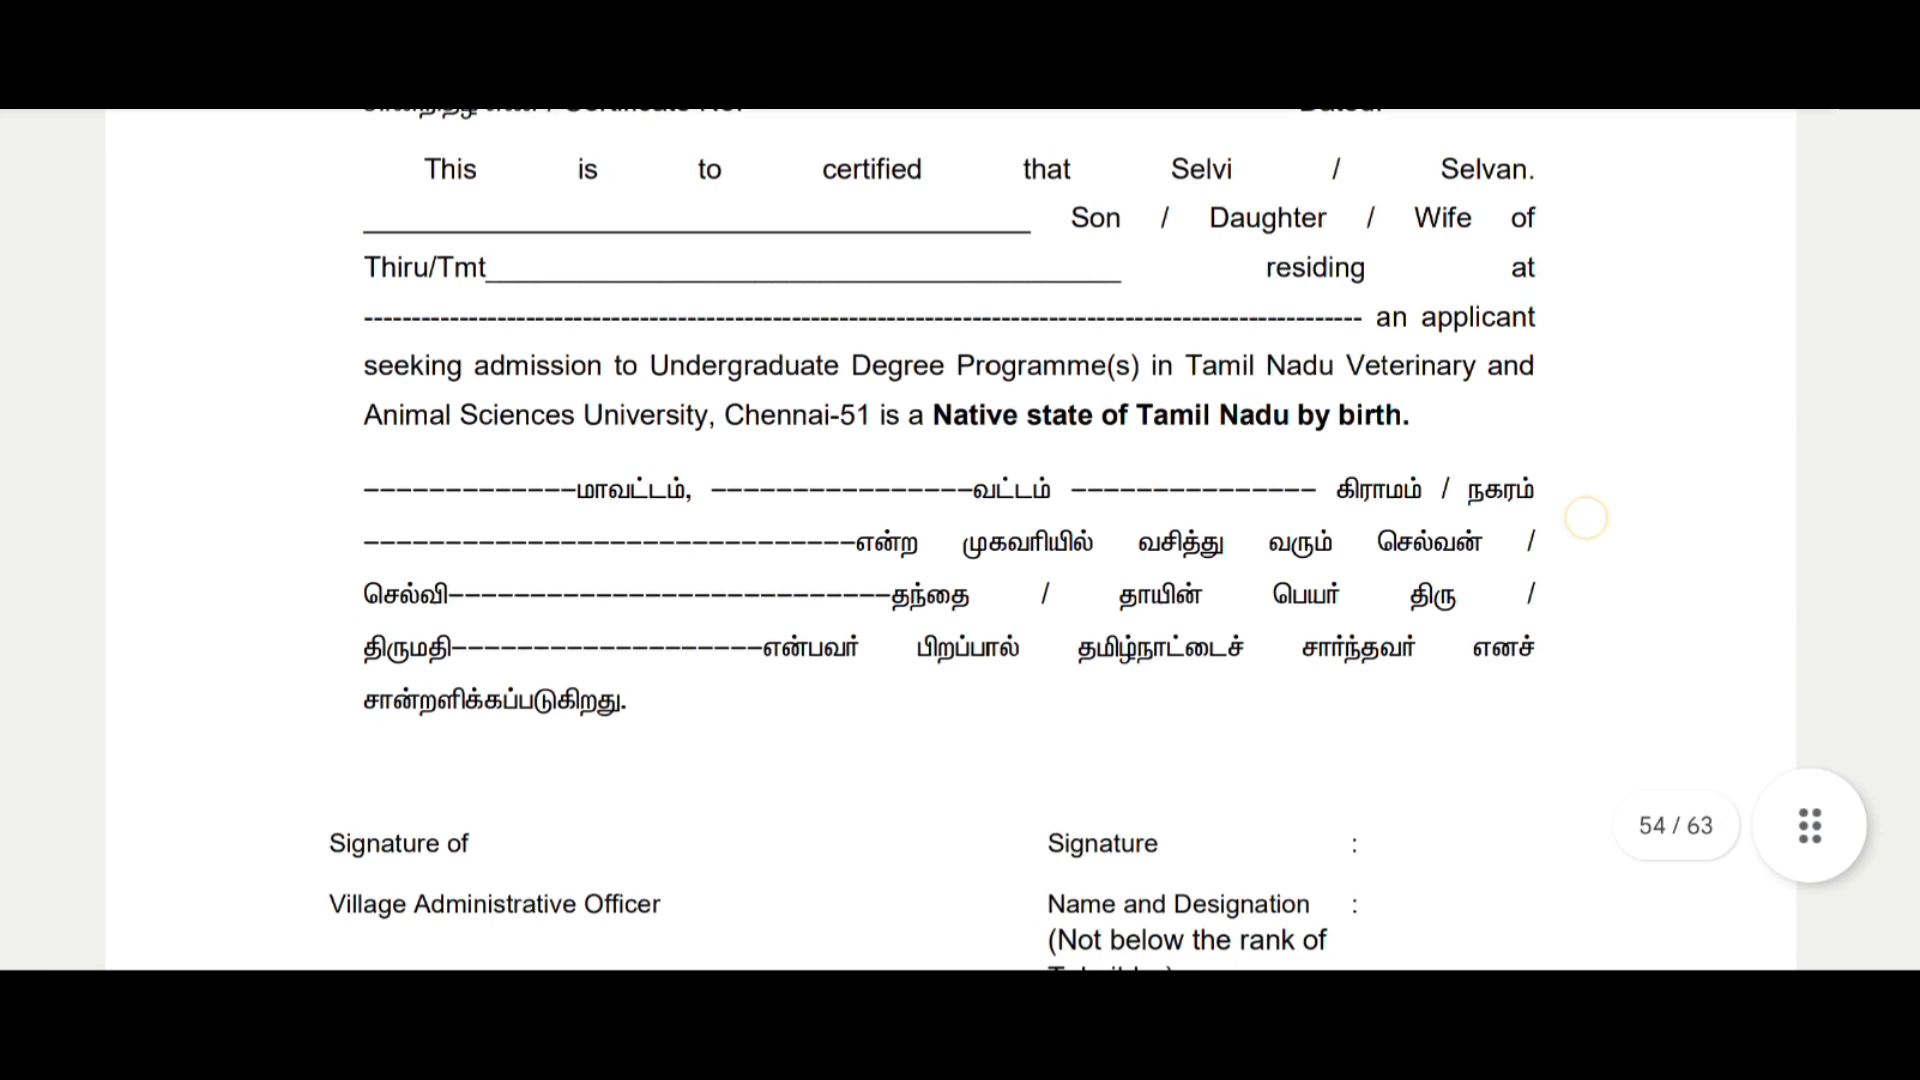 This is to certified that Selvi / Selvan.
________________________________________ Son / Daughter / Wife of
Thiru/Tmt______________________________________ residing at
-------------------------------------------------------------------------------------------------------- an applicant
seeking admission to Undergraduate Degree Programme(s) in Tamil Nadu Veterinary and
Animal Sciences University, Chennai-51 is a Native state of Tamil Nadu by birth.
-------------மாவட்டம், ----------------வட்டம் --------------- கிராமம் / நகரம்
------------------------------என்ற முகவரியில் வசித்து வரும் செல்வன் /
செல்வி---------------------------தந்தை / தாயின் பெயர் திரு /
திருமதி-------------------என்பவர் பிறப்பால் தமிழ்நாட்டைச் சார்ந்தவர் எனச்
சான்றளிக்கப்படுகிறது.
Signature of Signature :
Village Administrative Officer Name and Designation :
(Not below the rank of
54 / 63